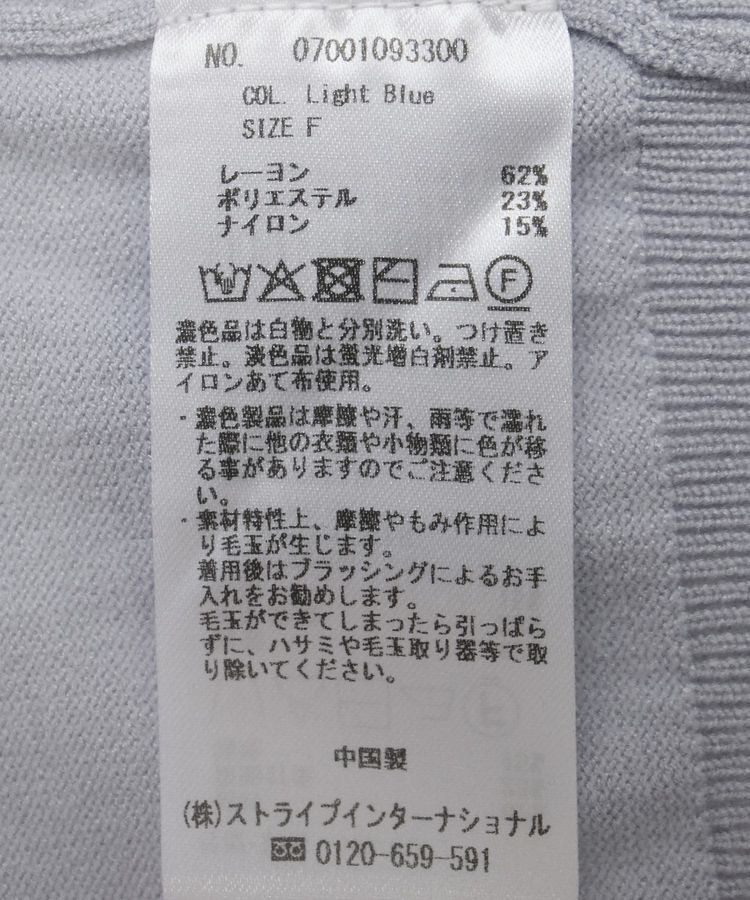 NO. 07001093300
COL. Light Blue
SIZE F
レーヨン 62%
ポリエステル 23%
ナイロン 15%
F
濃色品は白物と分別洗い。つけ置き
禁止。淡色品は蛍光増白剤禁止。ア
イロンあて布使用。
・濃色製品は摩擦や汗、雨等で濡れ
た際に他の衣類や小物類に色が移
る事がありますのでご注意くださ
い。
・素材特性上、摩擦やもみ作用によ
り毛玉が生じます。
着用後はブラッシングによるお手
入れをお勧めします。
毛玉ができてしまったら引っぱら
ずに、ハサミや毛玉取り器等で取
り除いてください。
中国製
(株)ストライプインターナショナル
0120-659-591